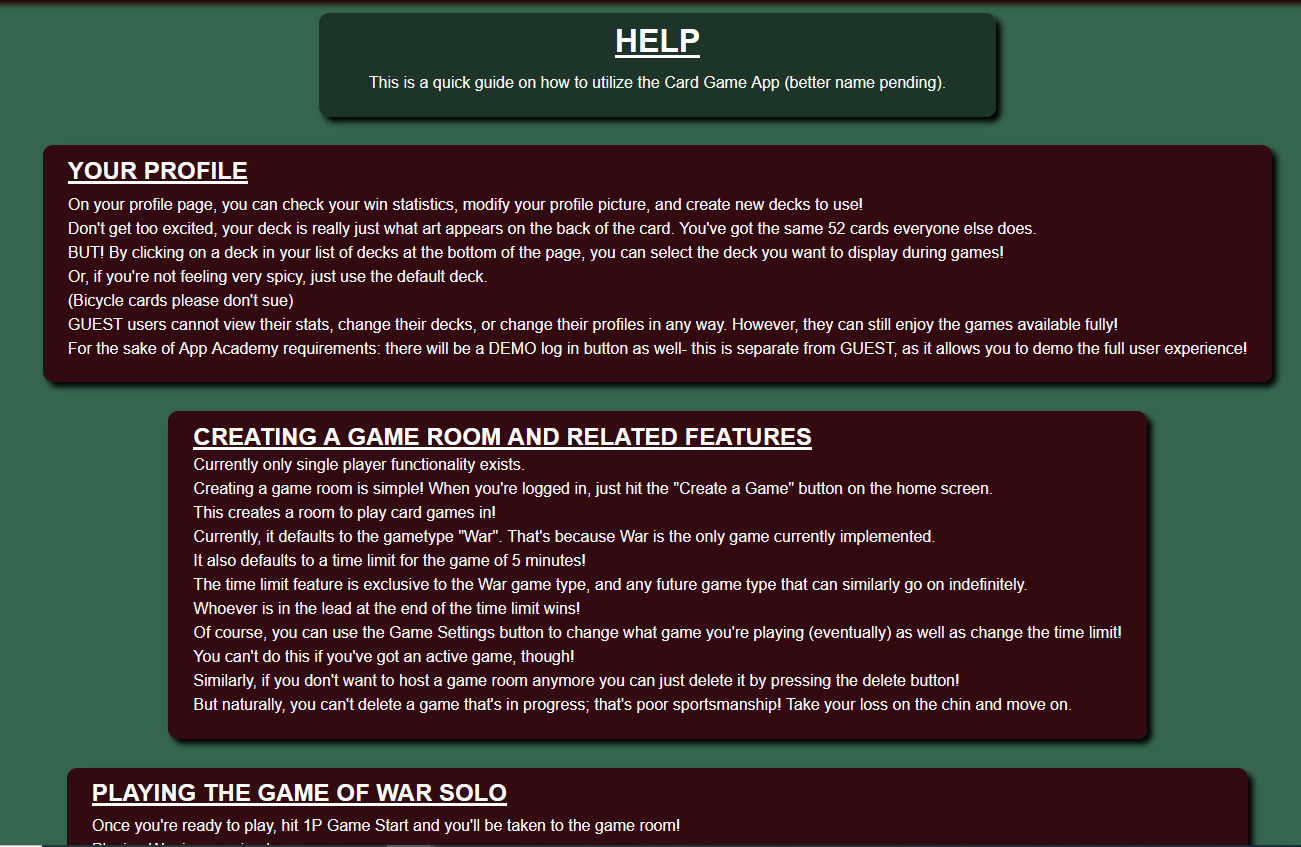 HELP
This is a quick guide on how to utilize the Card Game App (better name pending).
YOUR PROFILE
On your profile page, you can check your win statistics, modify your profile picture, and create new decks to use!
Don't get too excited, your deck is really just what art appears on the back of the card. You've got the same 52 cards everyone else does.
BUT! By clicking on a deck in your list of decks at the bottom of the page, you can select the deck you want to display during games!
Or, if you're not feeling very spicy, just use the default deck.
(Bicycle cards please don't sue)
GUEST users cannot view their stats, change their decks, or change their profiles in any way. However, they can still enjoy the games available fully!
For the sake of App Academy requirements: there will be a DEMO log in button as well- this is separate from GUEST, as it allows you to demo the full user experience!
CREATING A GAME ROOM AND RELATED FEATURES
Currently only single player functionality exists.
Creating a game room is simple! When you're logged in, just hit the "Create a Game" button on the home screen.
This creates a room to play card games in!
Currently, it defaults to the gametype "War". That's because War is the only game currently implemented.
It also defaults to a time limit for the game of 5 minutes!
The time limit feature is exclusive to the War game type, and any future game type that can similarly go on indefinitely.
Whoever is in the lead at the end of the time limit wins!
Of course, you can use the Game Settings button to change what game you're playing (eventually) as well as change the time limit!
You can't do this if you've got an active game, though!
Similarly, if you don't want to host a game room anymore you can just delete it by pressing the delete button!
But naturally, you can't delete a game that's in progress; that's poor sportsmanship! Take your loss on the chin and move on.
PLAYING THE GAME OF WAR SOLO
Once you're ready to play, hit 1P Game Start and you'll be taken to the game room!